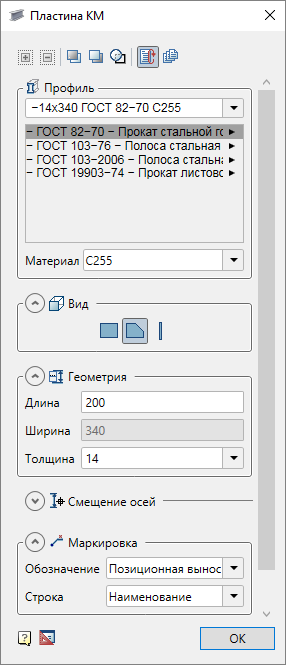 Пластина КМ
Профиль
−14x340 ГОСТ 82−70 С255
− ГОСТ 82−70 − Прокат стальной го
− ГОСТ 103−76 − Полоса стальная
− ГОСТ 103−2006 − Полоса стальна
− ГОСТ 19903−74 − Прокат листово
Материал С255
Вид
Геометрия
Длина 200
Ширина 340
Толщина 14
Смещение осей
Маркировка
Обозначение Позиционная вынос
Строка Наименование
ОК